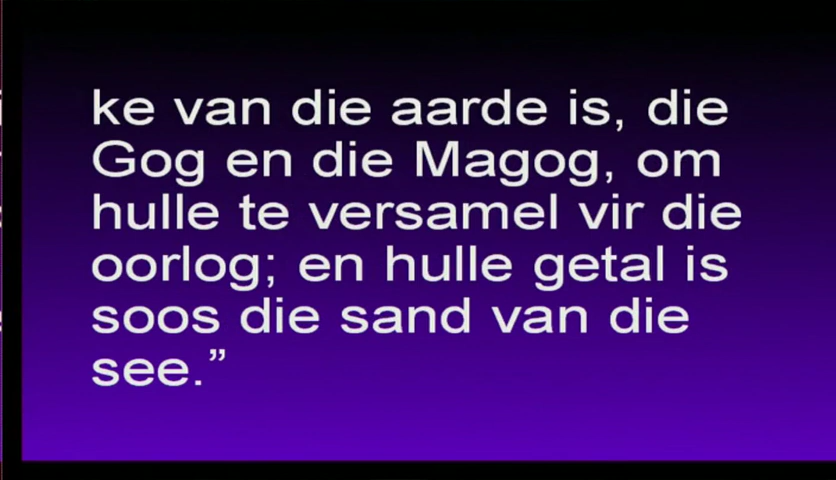 ke van die aarde is, die
Gog en die Magog, om
hulle te versamel vir die
oorlog; en hulle getal is
soos die sand van die
see.”